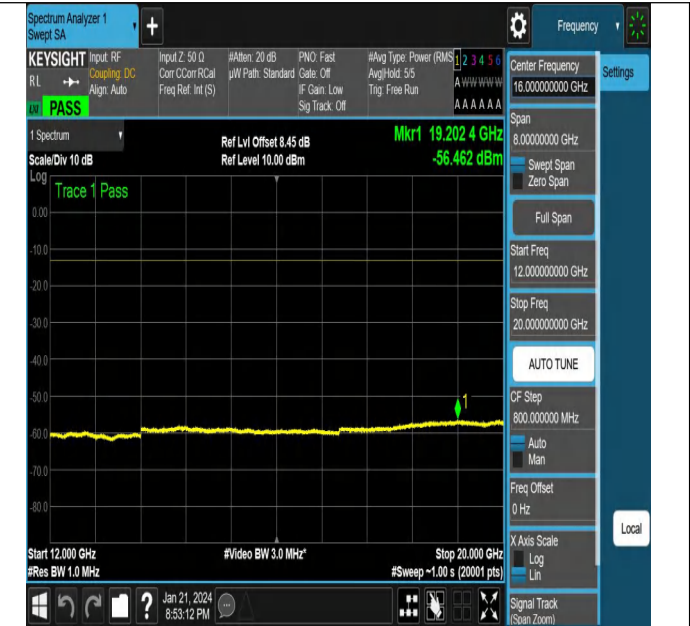 Spectrum Analyzer 1
Swept SA
+
Frequency
KEYSIGHT
RL
Input: RF
Coupling: DC
Align: Auto
Input Z: 50 Ω
Corr CCorr RCal
Freq Ref: Int (S)
#Atten: 20 dB
µW Path: Standard
PNO: Fast
Gate: Off
IF Gain: Low
Sig Track: Off
#Avg Type: Power (RMS
Avg|Hold: 5/5
Trig: Free Run
1 2 3 4 5 6
A W W W W W
A A A A A A
PASS
Center Frequency
16.000000000 GHz
Settings
Span
8.00000000 GHz
Swept Span
Zero Span
Full Span
Start Freq
12.000000000 GHz
Stop Freq
20.000000000 GHz
AUTO TUNE
CF Step
800.000000 MHz
Auto
Man
Freq Offset
0 Hz
X Axis Scale
Log
Lin
Signal Track
(Span Zoom)
Local
1 Spectrum
Scale/Div 10 dB
Ref Lvl Offset 8.45 dB
Ref Level 10.00 dBm
Mkr1 19.202 4 GHz
-56.462 dBm
Log
Trace 1 Pass
0.00
-10.0
-20.0
-30.0
-40.0
-50.0
-60.0
-70.0
-80.0
1
Start 12.000 GHz
#Res BW 1.0 MHz
#Video BW 3.0 MHz*
Stop 20.000 GHz
#Sweep ~1.00 s (20001 pts)
?
Jan 21, 2024
8:53:12 PM